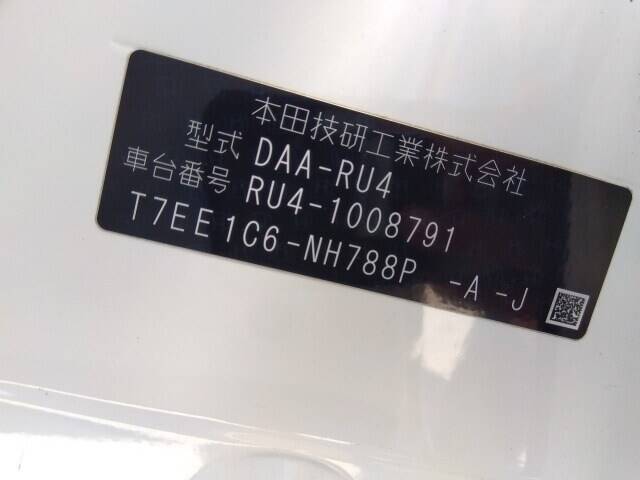 本田技研工業株式会社
型式 DAA-RU4
車台番号 RU4-1008791
T7EE1C6-NH788P -A -J